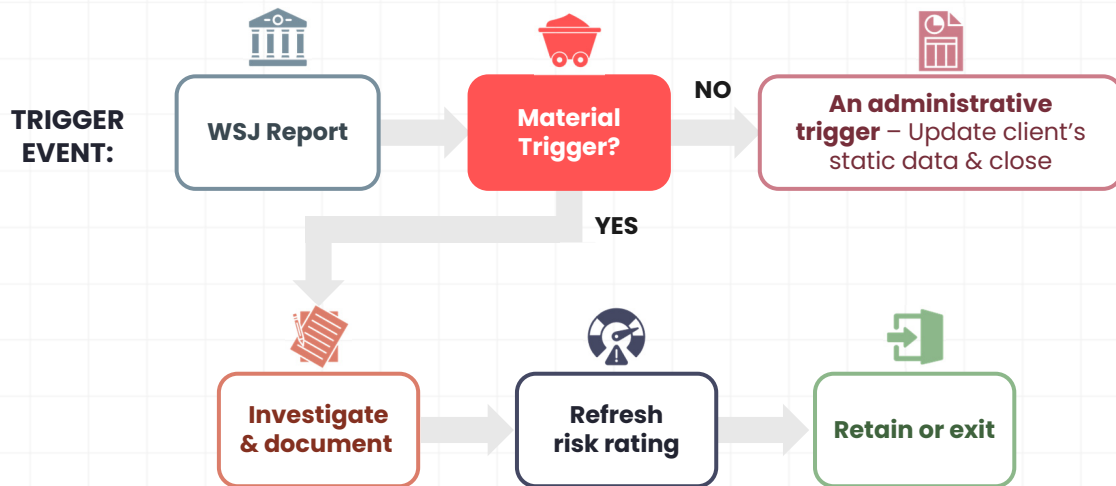 TRIGGER
EVENT:
WSJ Report
Material
Trigger?
NO
An administrative
trigger – Update client’s
static data & close
YES
Investigate
& document
Refresh
risk rating
Retain or exit